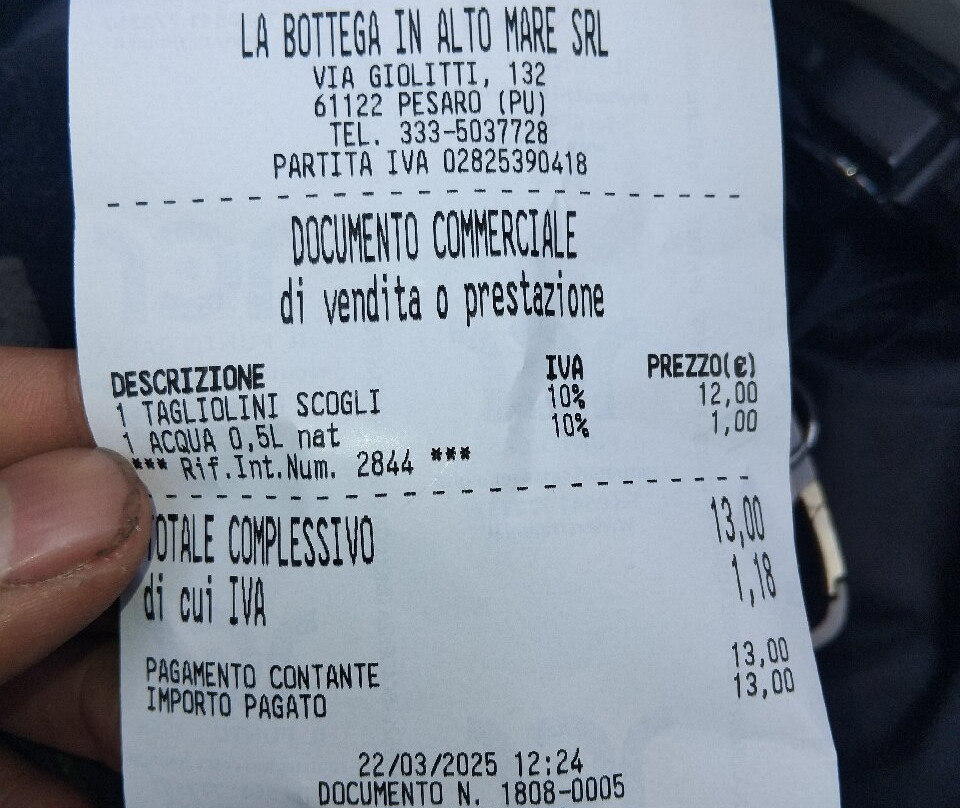 LA BOTTEGA IN ALTO MARE SRL
VIA GIOLITTI, 132
61122 PESARO (PU)
TEL. 333-5037728
PARTITA IVA 02825390418
DOCUMENTO COMMERCIALE
di vendita o prestazione
DESCRIZIONE IVA PREZZO(€)
1 TAGLIOLINI SCOGLI 10% 12,00
1 ACQUA 0,5L nat 10% 1,00
*** Rif.Int.Num. 2844 ***
TOTALE COMPLESSIVO 13,00
di cui IVA 1,18
PAGAMENTO CONTANTE 13,00
IMPORTO PAGATO 13,00
22/03/2025 12:24
DOCUMENTO N. 1808-0005